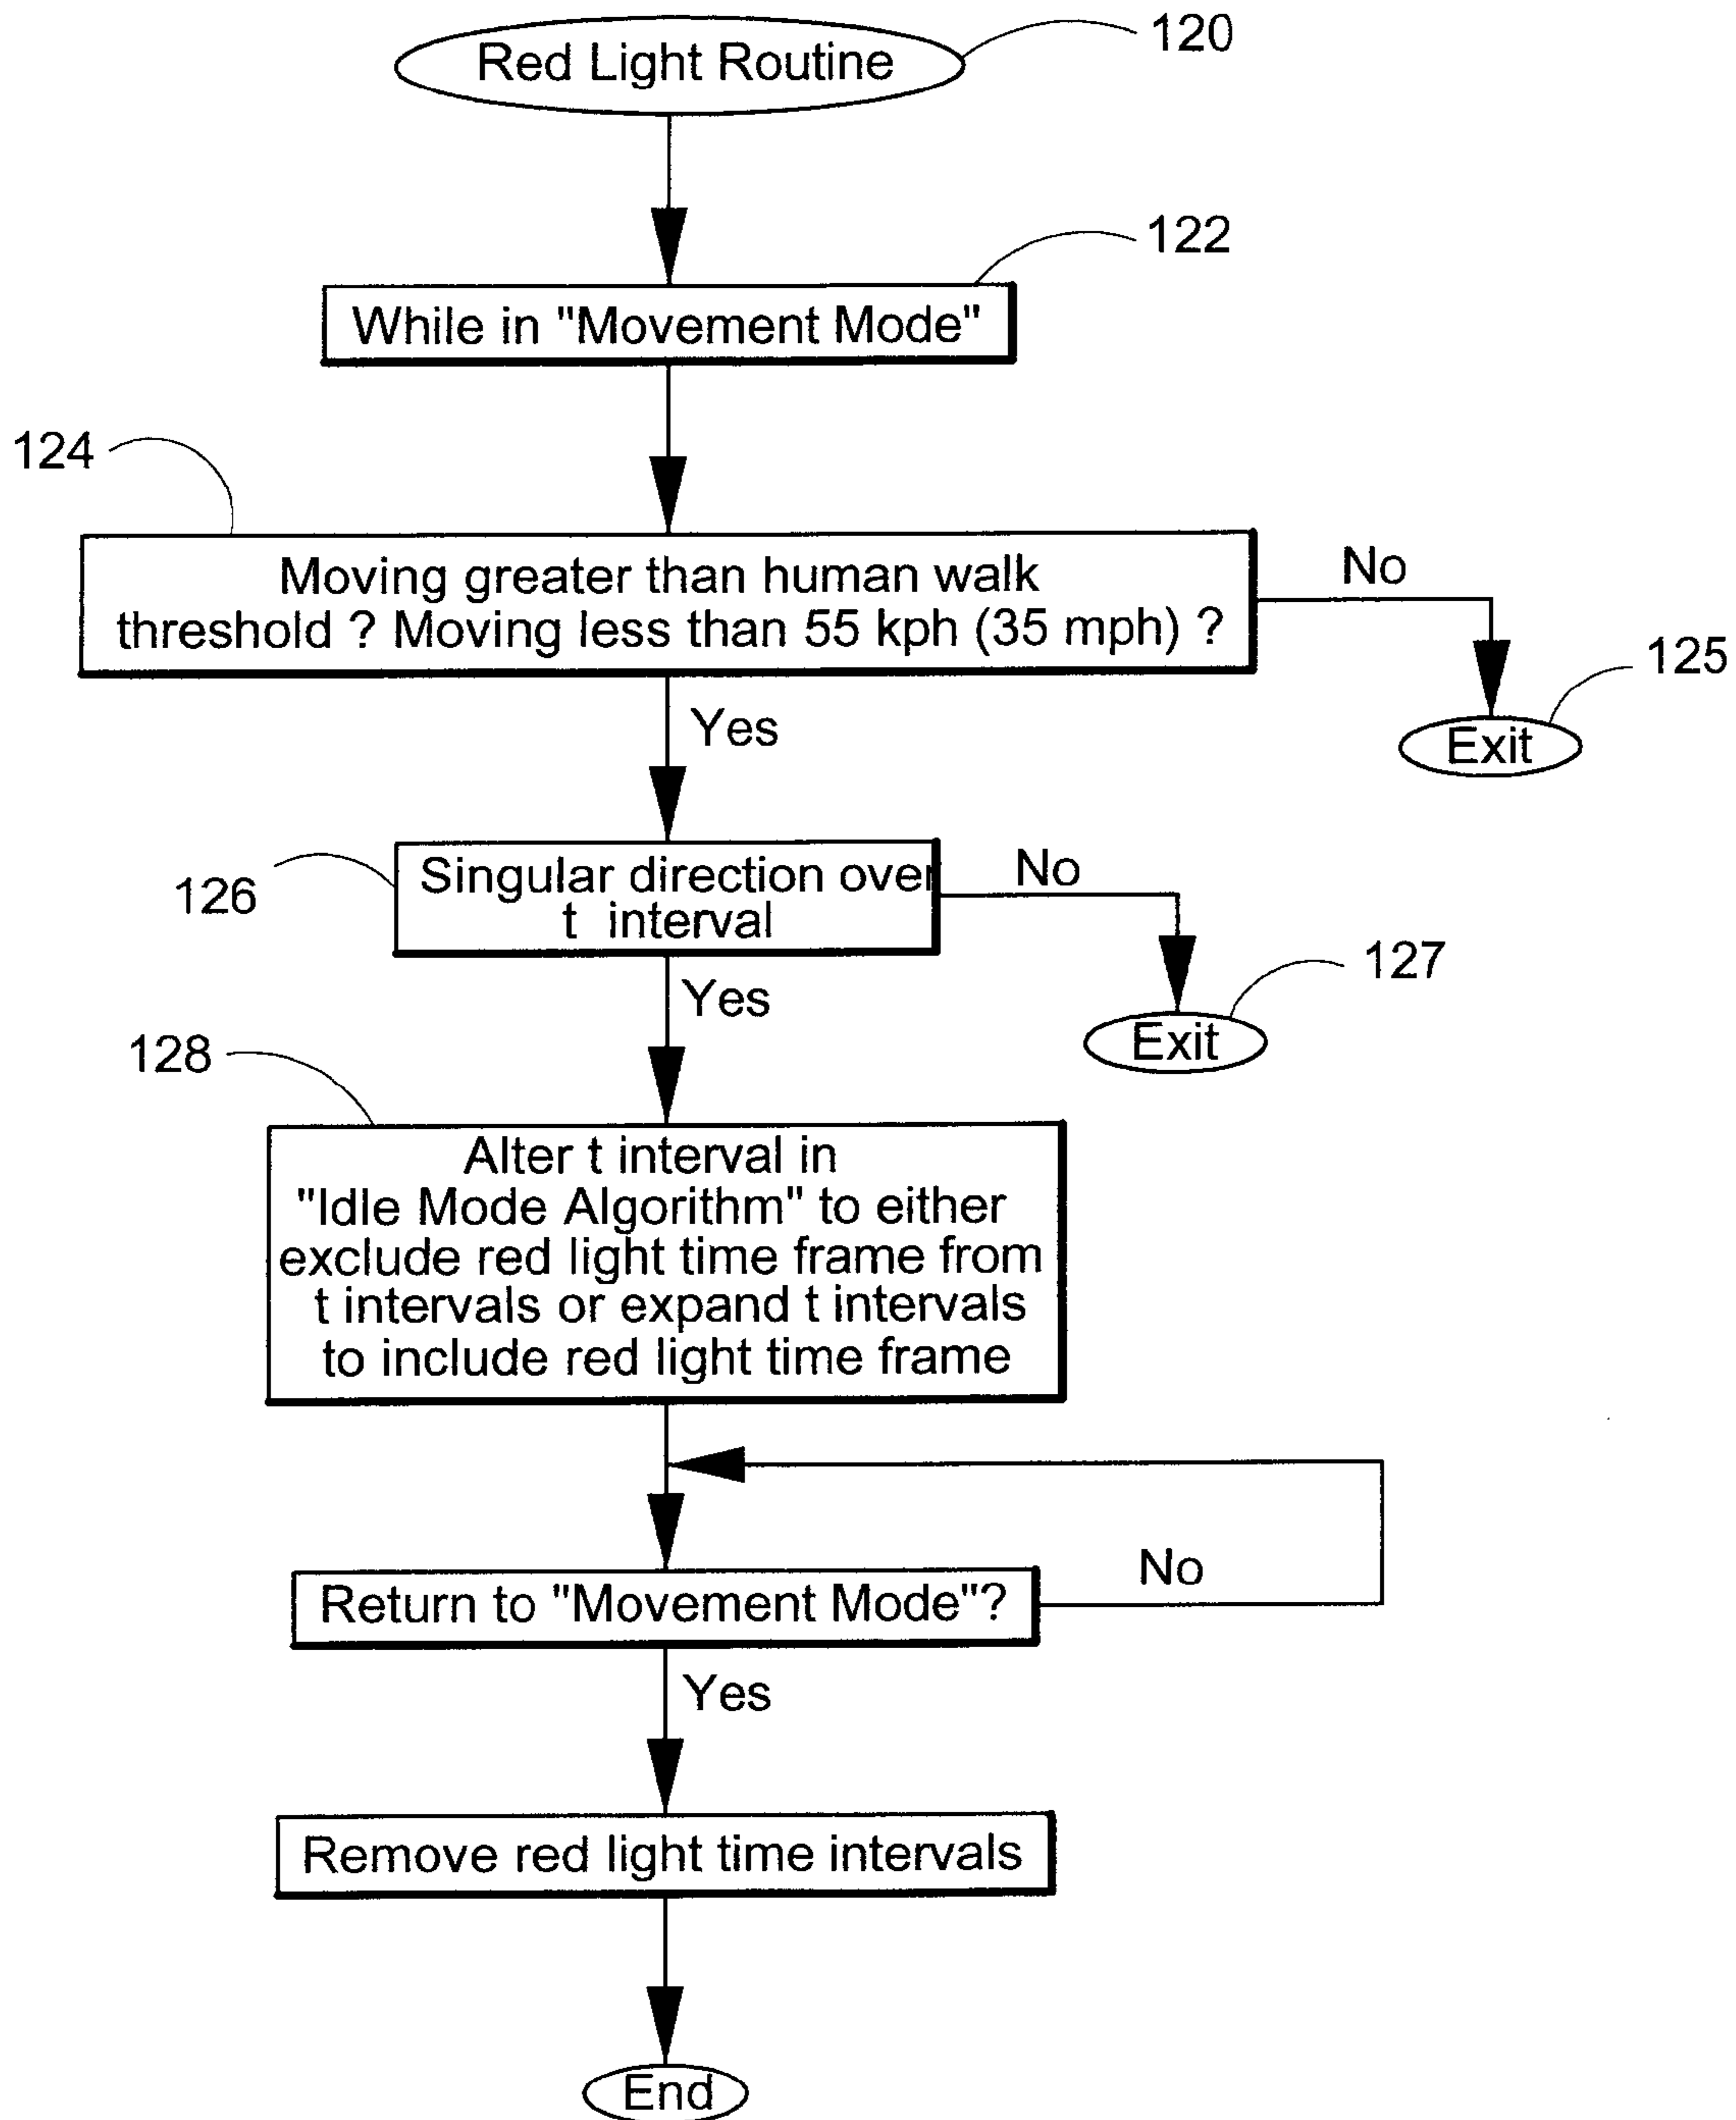 Red Light Routine
120
122
While in "Movement Mode"
124
Moving greater than human walk
threshold ? Moving less than 55 kph (35 mph) ?
No
125
Exit
Yes
126
Singular direction over
t interval
No
127
Exit
Yes
128
Alter t interval in
"Idle Mode Algorithm" to either
exclude red light time frame from
t intervals or expand t intervals
to include red light time frame
Return to "Movement Mode"?
No
Yes
Remove red light time intervals
End